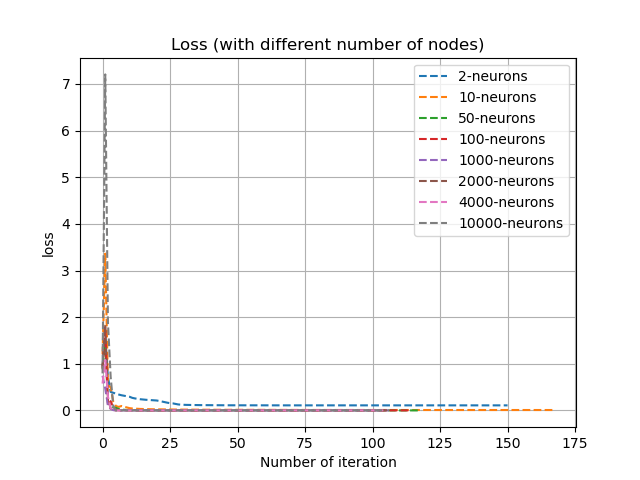 Loss (with different number of nodes)
7
6
5
4
3
2
1
0
loss
2-neurons
10-neurons
50-neurons
100-neurons
1000-neurons
2000-neurons
4000-neurons
10000-neurons
0 25 50 75 100 125 150 175
Number of iteration